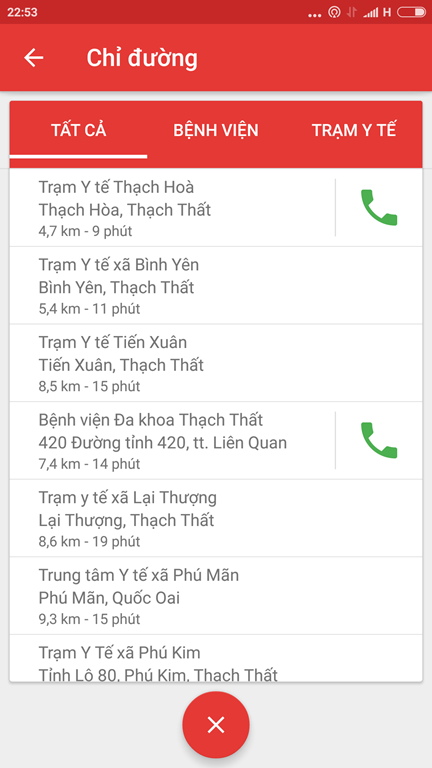 22:53
H
Chỉ đường
TẤT CẢ
BỆNH VIỆN
TRẠM Y TẾ
Trạm Y tế Thạch Hoà
Thạch Hòa, Thạch Thất
4,7 km - 9 phút
Trạm Y tế xã Bình Yên
Bình Yên, Thạch Thất
5,4 km - 11 phút
Trạm Y tế Tiến Xuân
Tiến Xuân, Thạch Thất
8,5 km - 15 phút
Bệnh viện Đa khoa Thạch Thất
420 Đường tỉnh 420, tt. Liên Quan
7,4 km - 14 phút
Trạm y tế xã Lại Thượng
Lại Thượng, Thạch Thất
8,6 km - 19 phút
Trung tâm Y tế xã Phú Mãn
Phú Mãn, Quốc Oai
9,3 km - 15 phút
Trạm Y Tế xã Phú Kim
Tỉnh Lộ 80, Phú Kim, Thạch Thất